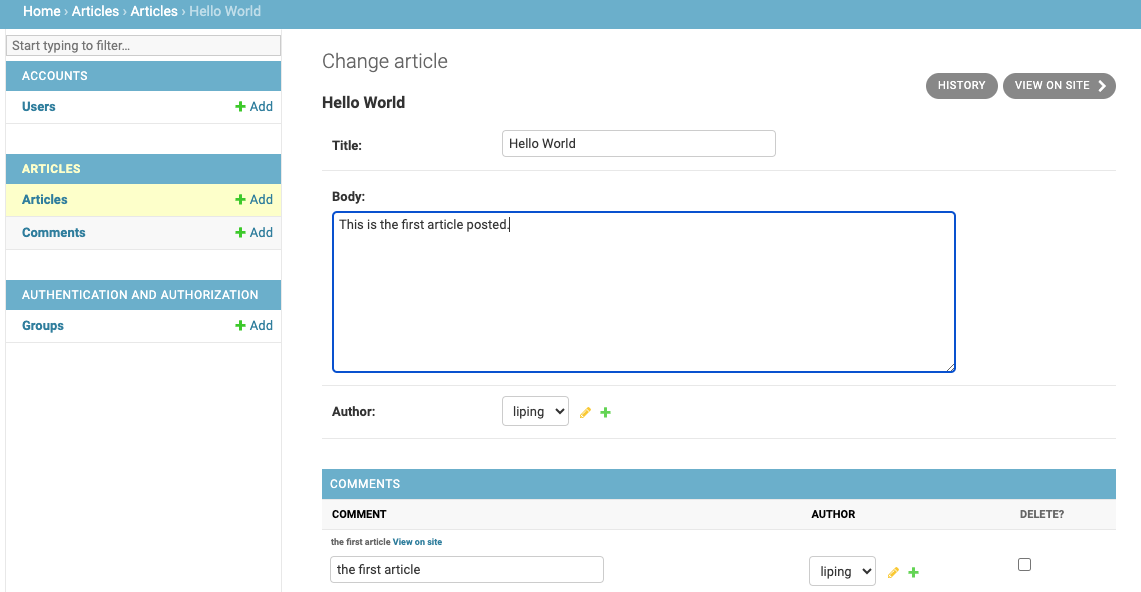 Home › Articles › Articles › Hello World
Start typing to filter...
ACCOUNTS
Users + Add
ARTICLES
Articles + Add
Comments + Add
AUTHENTICATION AND AUTHORIZATION
Groups + Add
Change article
HISTORY VIEW ON SITE
Hello World
Title: Hello World
Body:
This is the first article posted.
Author: liping
COMMENTS
COMMENT AUTHOR DELETE?
the first article View on site
the first article liping